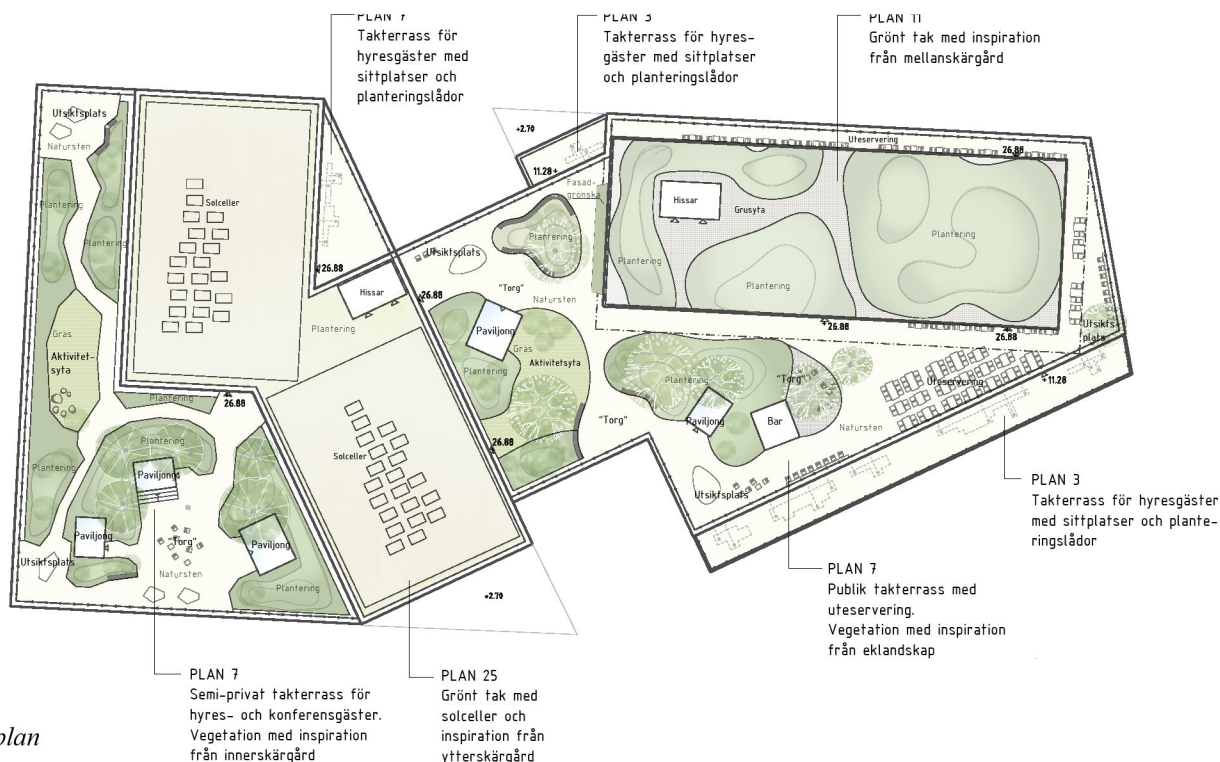 PLAN 7
Takterrass för
hyresgäster med
sittplatser och
planteringslådor
PLAN 3
Takterrass för hyres-
gäster med sittplatser
och planteringslådor
PLAN 11
Grönt tak med inspiration
från mellanskärgård
Utsiktsplats
Natursten
Plantering
Plantering
Solceller
Gräs
Aktivitet-
syta
Plantering
26.88
Plantering
Plantering
Paviljong
Paviljong
Utsiktsplats
"Torg"
Natursten
Paviljong
Plantering
26.88
Hissar
Plantering
26.88
Solceller
26.88
+2.70
+2.70
11.28+
Fasad-
grönska
Utsiktsplats
Plantering
"Torg"
Natursten
Paviljong
Gräs
Plantering
Aktivitetsyta
"Torg"
Uteservering
26.88
Hissar
Grusyta
Plantering
Plantering
Plantering
26.88
26.88
Utsikts-
plats
+11.28
Plantering
"Torg"
Paviljong
Bar
Natursten
Uteservering
Utsiktsplats
PLAN 3
Takterrass för hyresgäster
med sittplatser och plante-
ringslådor
PLAN 7
Publik takterrass med
uteservering.
Vegetation med inspiration
från eklandskap
PLAN 7
Semi-privat takterrass för
hyres- och konferensgäster.
Vegetation med inspiration
från innerskärgård
PLAN 25
Grönt tak med
solceller och
inspiration från
ytterskärgård
plan